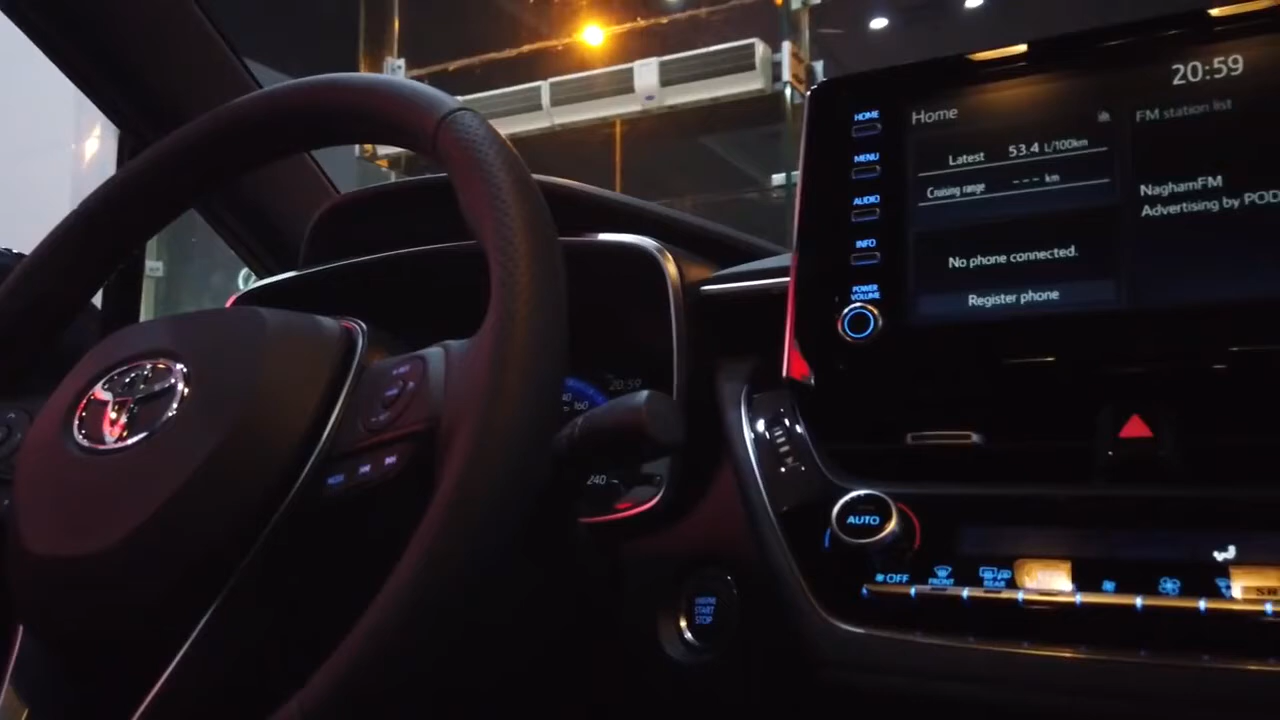 20:59
HOME
Home
FM station list
Latest 53.4 L/100km
MENU
Cruising range --- km
NaghamFM
AUDIO
Advertising by POD
INFO
No phone connected.
POWER
VOLUME
Register phone
20:59
160
240
AUTO
OFF
FRONT
REAR
ENGINE
START
STOP